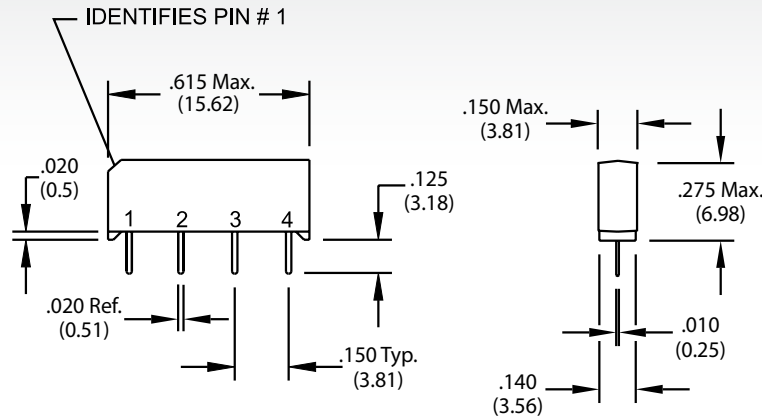 IDENTIFIES PIN # 1
.615 Max.
(15.62)
.150 Max.
(3.81)
.020
(0.5)
.125
(3.18)
.275 Max.
(6.98)
1 2 3 4
.020 Ref.
(0.51)
.150 Typ.
(3.81)
.010
(0.25)
.140
(3.56)